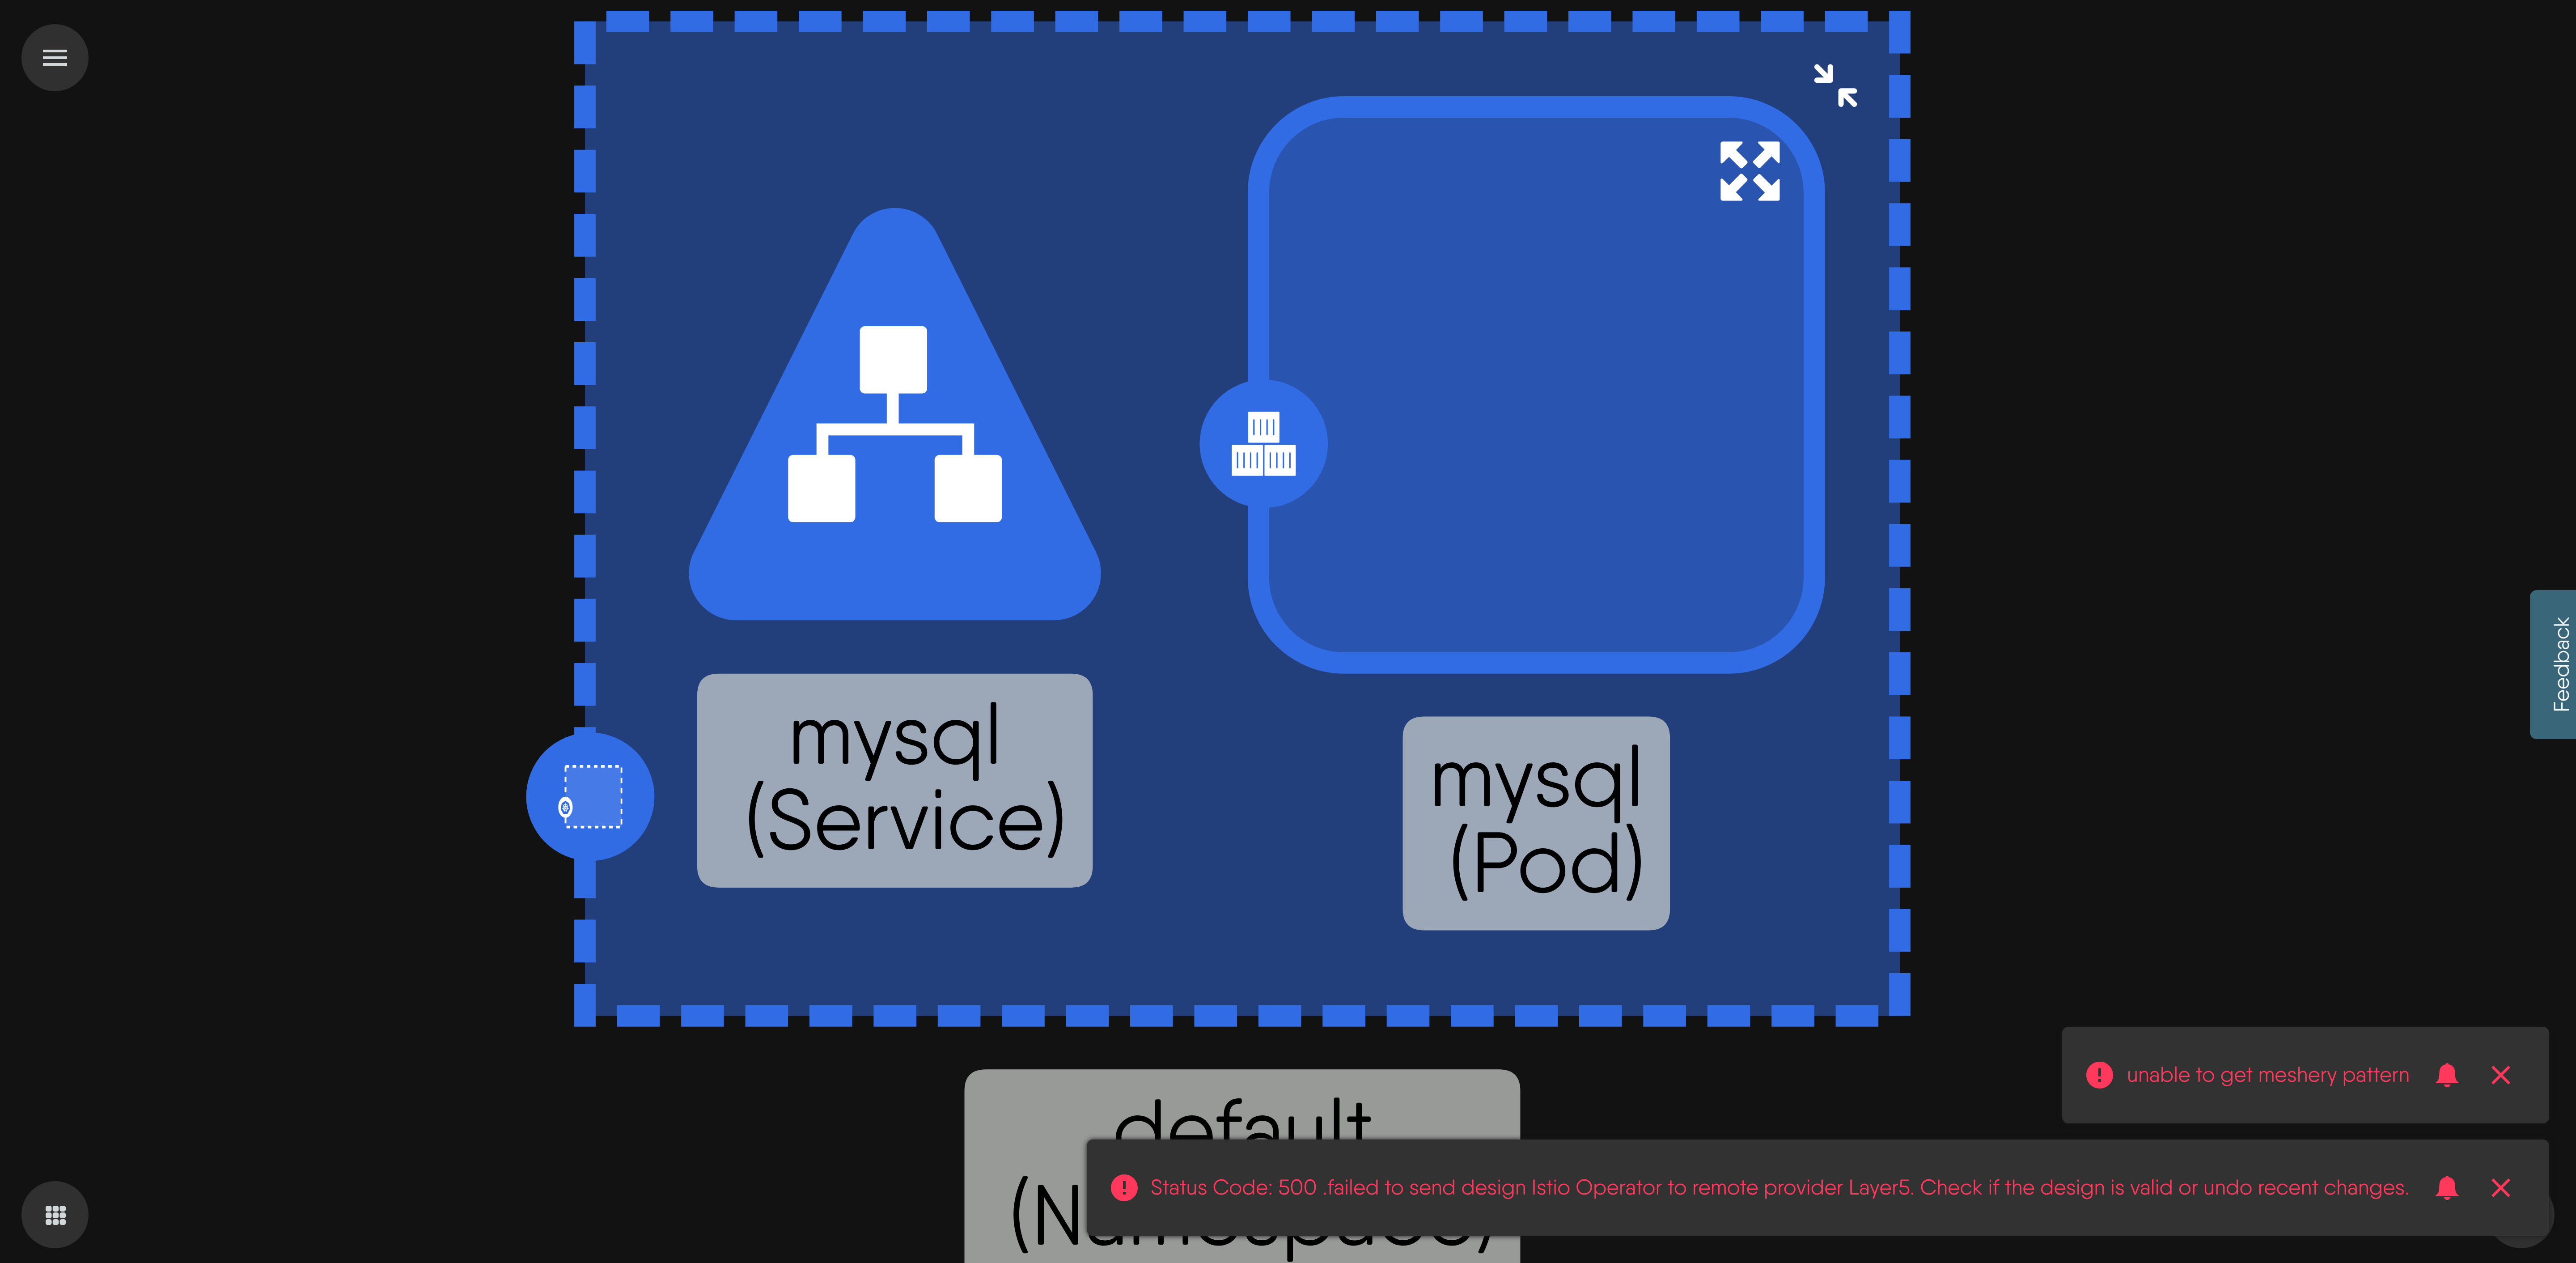 mysql
(Service)
mysql
(Pod)
Feedback
unable to get meshery pattern
default
Status Code: 500 .failed to send design Istio Operator to remote provider Layer5. Check if the design is valid or undo recent changes.
(Namespace)